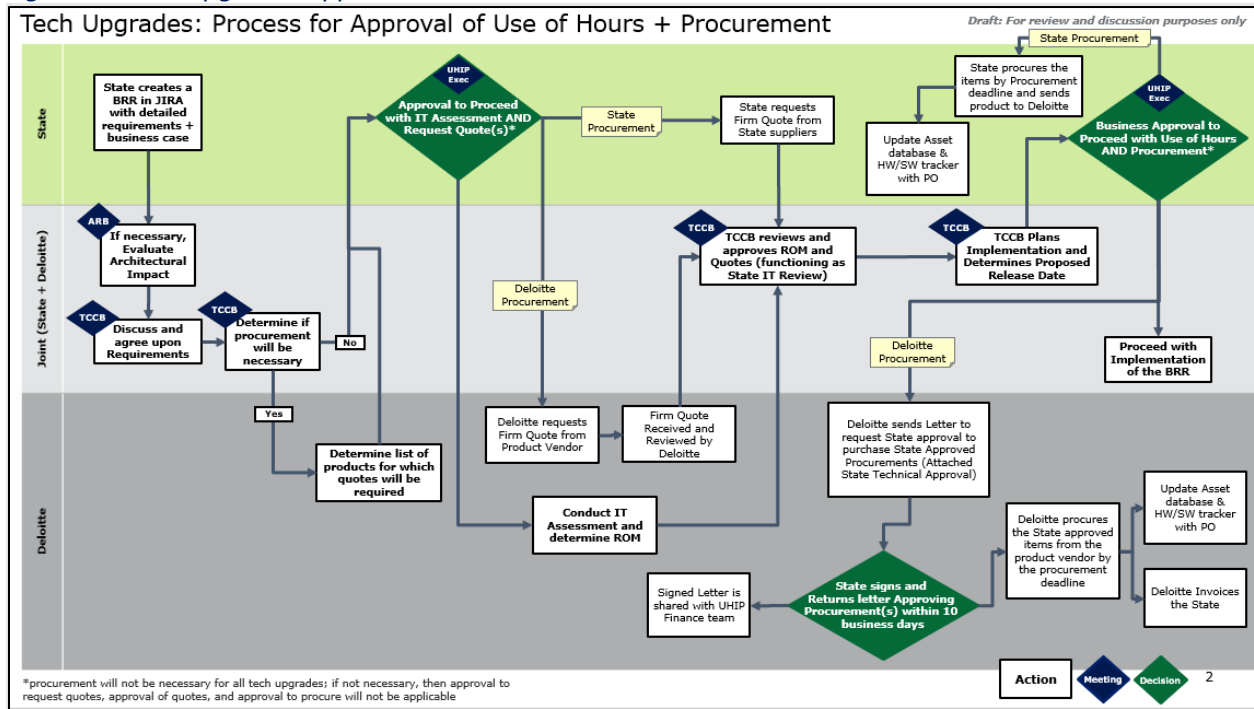 Tech Upgrades: Process for Approval of Use of Hours + Procurement
Draft: For review and discussion purposes only
State
State creates a
BRR in JIRA
with detailed
requirements +
business case
UHIP
Exec
Approval to Proceed
with IT Assessment AND
Request Quote(s)*
State
Procurement
State requests
Firm Quote from
State suppliers
State Procurement
State procures the
items by Procurement
deadline and sends
product to Deloitte
Update Asset
database &
HW/SW tracker
with PO
UHIP
Exec
Business Approval to
Proceed with Use of Hours
AND Procurement*
Joint (State + Deloitte)
ARB
If necessary,
Evaluate
Architectural
Impact
TCCB
Discuss and
agree upon
Requirements
TCCB
Determine if
procurement
will be
necessary
No
Yes
Deloitte
Procurement
TCCB
TCCB reviews and
approves ROM and
Quotes (functioning as
State IT Review)
TCCB
TCCB Plans
Implementation and
Determines Proposed
Release Date
Deloitte
Procurement
Proceed with
Implementation
of the BRR
Deloitte
Determine list of
products for which
quotes will be
required
Deloitte requests
Firm Quote from
Product Vendor
Firm Quote
Received and
Reviewed by
Deloitte
Conduct IT
Assessment and
determine ROM
Deloitte sends Letter to
request State approval to
purchase State Approved
Procurements (Attached
State Technical Approval)
Signed Letter is
shared with UHIP
Finance team
State signs and
Returns letter Approving
Procurement(s) within 10
business days
Deloitte procures
the State approved
items from the
product vendor by
the procurement
deadline
Update Asset
database &
HW/SW tracker
with PO
Deloitte Invoices
the State
*procurement will not be necessary for all tech upgrades; if not necessary, then approval to
request quotes, approval of quotes, and approval to procure will not be applicable
Action
Meeting
Decision
2